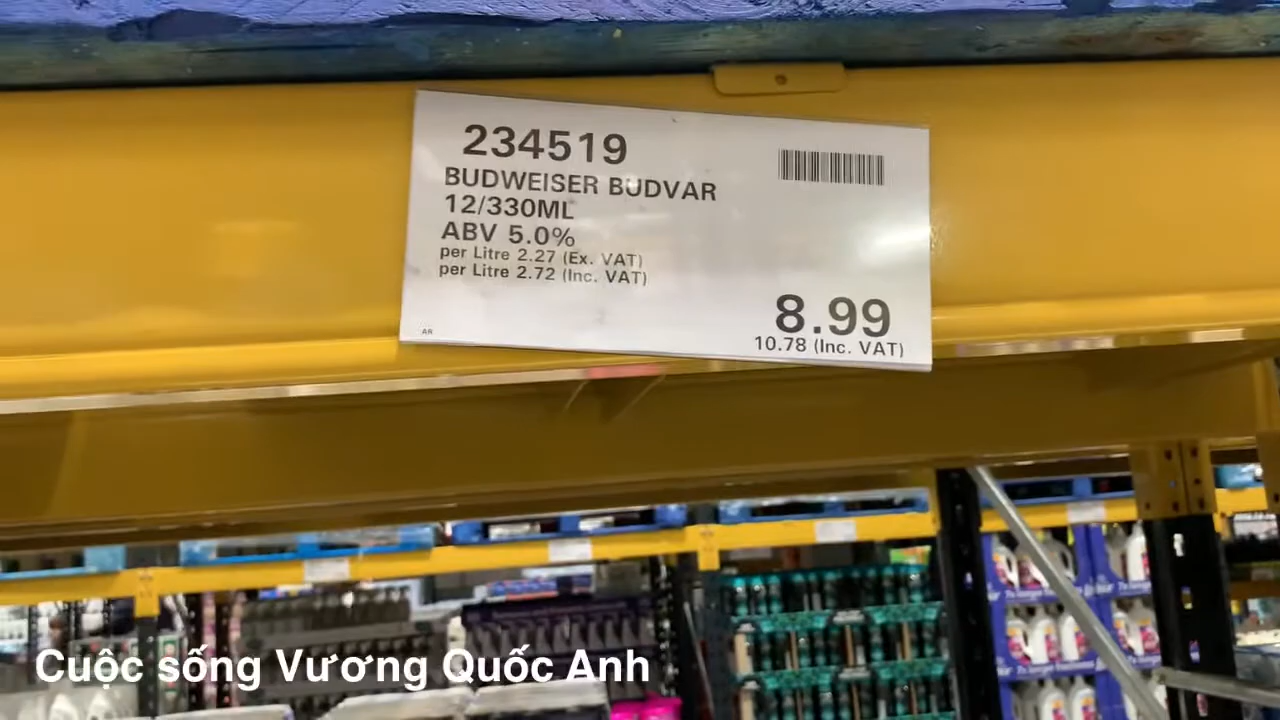 234519
BUDWEISER BUDVAR
12/330ML
ABV 5.0%
per Litre 2.27 (Ex. VAT)
per Litre 2.72 (Inc. VAT)
8.99
10.78 (Inc. VAT)
AR
Cuộc sống Vương Quốc Anh